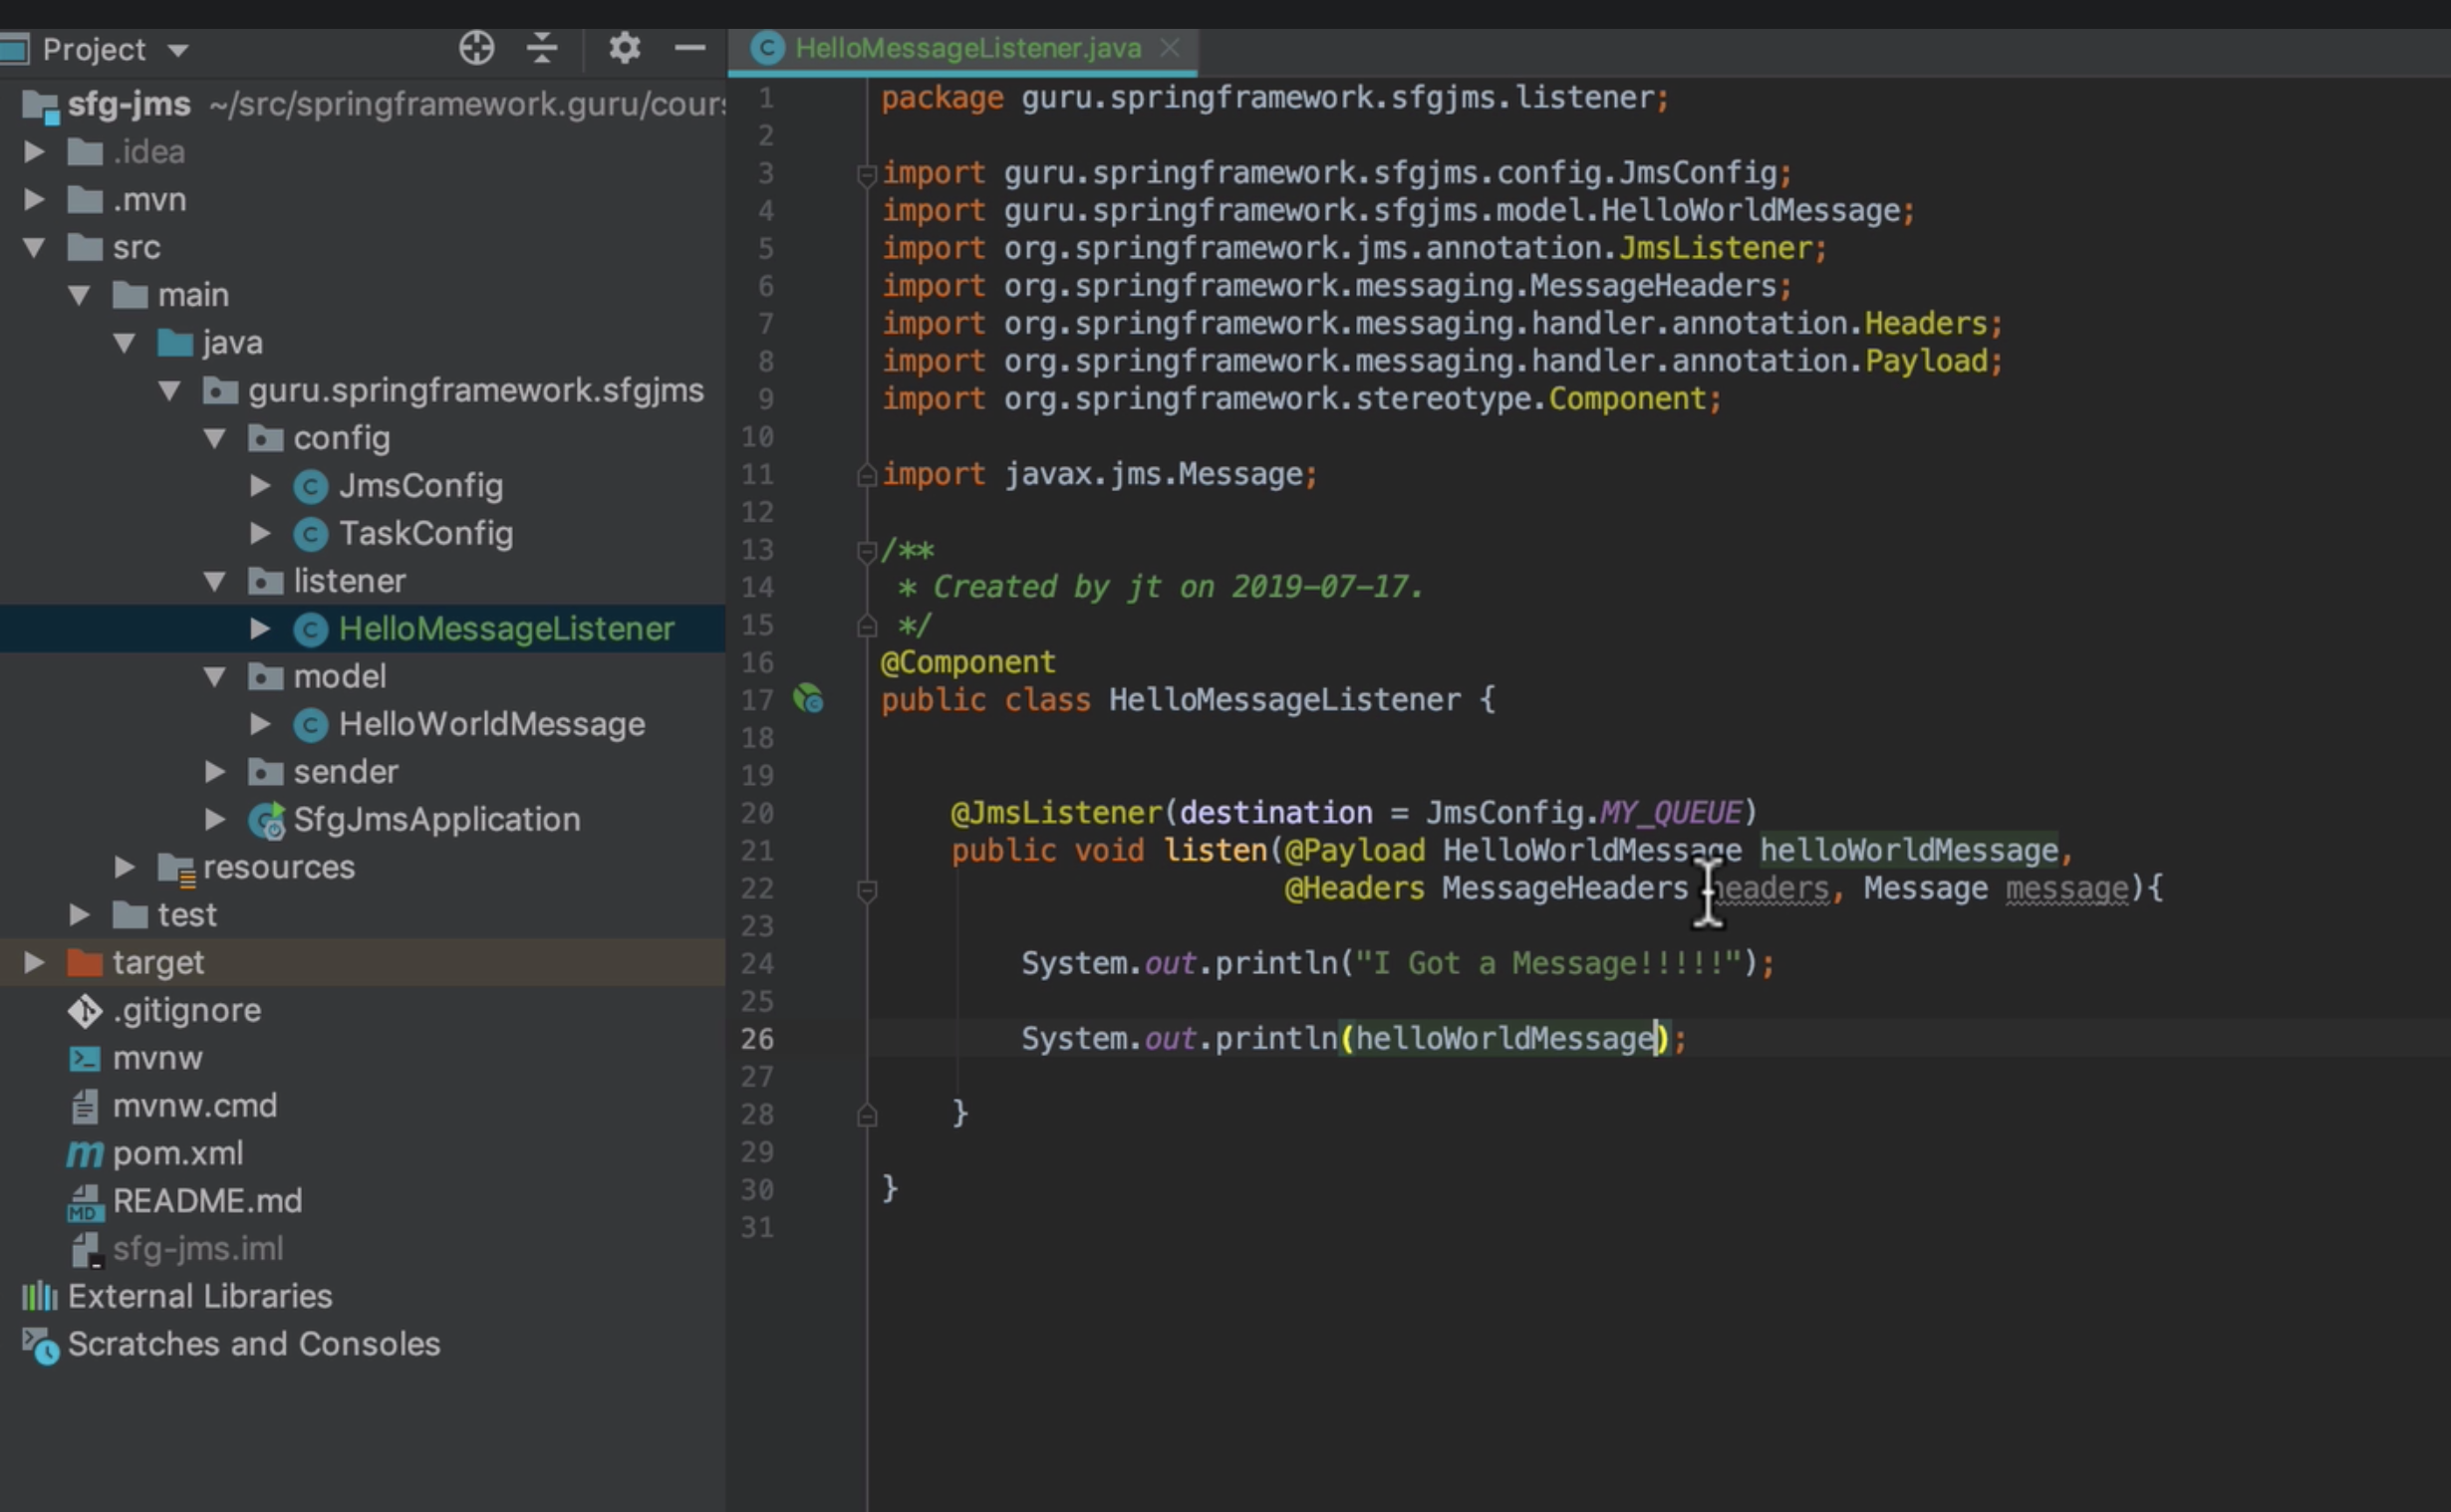 Project
sfg-jms ~/src/springframework.guru/cour
.idea
.mvn
src
main
java
guru.springframework.sfgjms
config
JmsConfig
TaskConfig
listener
HelloMessageListener
model
HelloWorldMessage
sender
SfgJmsApplication
resources
test
target
.gitignore
mvnw
mvnw.cmd
pom.xml
README.md
sfg-jms.iml
External Libraries
Scratches and Consoles
HelloMessageListener.java
1 package guru.springframework.sfgjms.listener;
2
3 import guru.springframework.sfgjms.config.JmsConfig;
4 import guru.springframework.sfgjms.model.HelloWorldMessage;
5 import org.springframework.jms.annotation.JmsListener;
6 import org.springframework.messaging.MessageHeaders;
7 import org.springframework.messaging.handler.annotation.Headers;
8 import org.springframework.messaging.handler.annotation.Payload;
9 import org.springframework.stereotype.Component;
10
11 import javax.jms.Message;
12
13 /**
14 * Created by jt on 2019-07-17.
15 */
16 @Component
17 public class HelloMessageListener {
18
19
20 @JmsListener(destination = JmsConfig.MY_QUEUE)
21 public void listen(@Payload HelloWorldMessage helloWorldMessage,
22 @Headers MessageHeaders headers, Message message){
23
24 System.out.println("I Got a Message!!!!!");
25
26 System.out.println(helloWorldMessage);
27
28 }
29
30 }
31